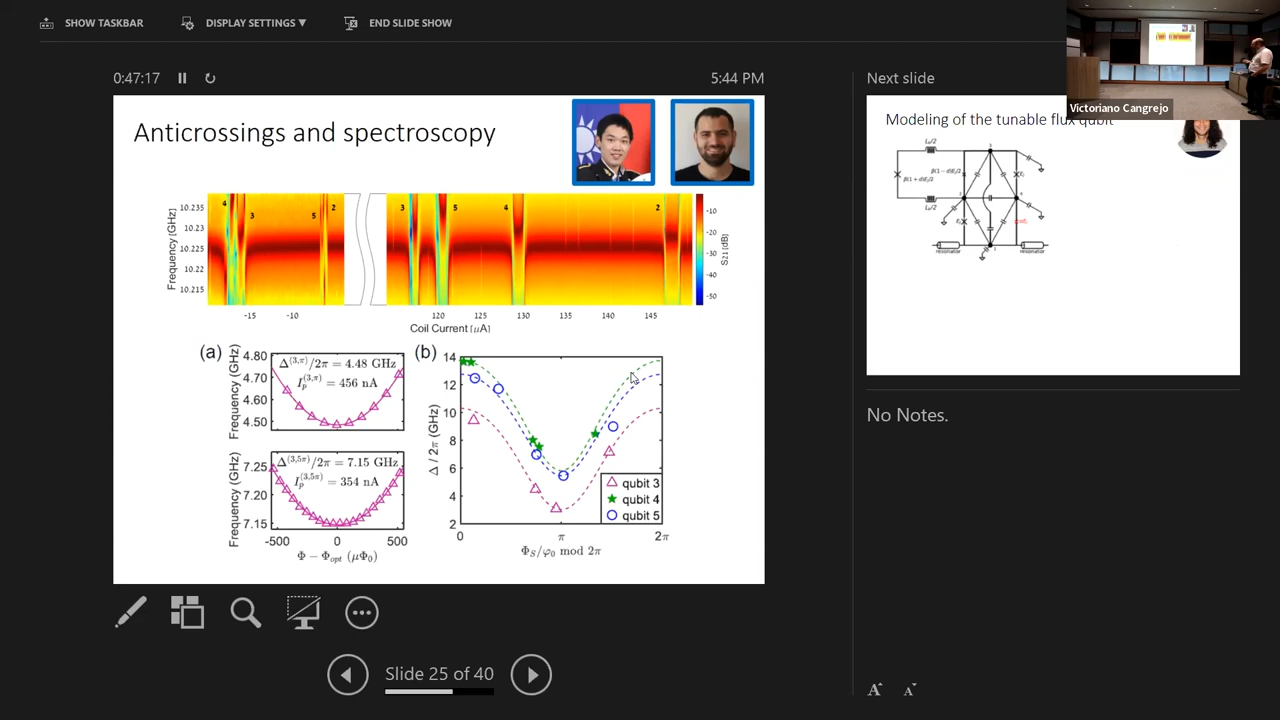 SHOW TASKBAR
DISPLAY SETTINGS ▼
END SLIDE SHOW
0:47:17
5:44 PM
Next slide
Victoriano Cangrejo
Anticrossings and spectroscopy
Modeling of the tunable flux qubit
Frequency [GHz]
10.235
10.23
10.225
10.22
10.215
4
3
5
2
3
5
4
2
-10
-20
-30
-40
-50
S21 [dB]
-15
-10
120
125
130
135
140
145
Coil Current [μA]
(a)
Frequency (GHz)
4.80
4.70
4.60
4.50
Δ^(3,π)/2π = 4.48 GHz
I_p^(3,π) = 456 nA
Frequency (GHz)
7.25
7.20
7.15
Δ^(3,5π)/2π = 7.15 GHz
I_p^(3,5π) = 354 nA
-500
0
500
Φ − Φ_opt (μΦ₀)
(b)
Δ / 2π (GHz)
14
12
10
8
6
4
2
qubit 3
qubit 4
qubit 5
0
π
2π
Φ_S/φ₀ mod 2π
No Notes.
Slide 25 of 40
A
A